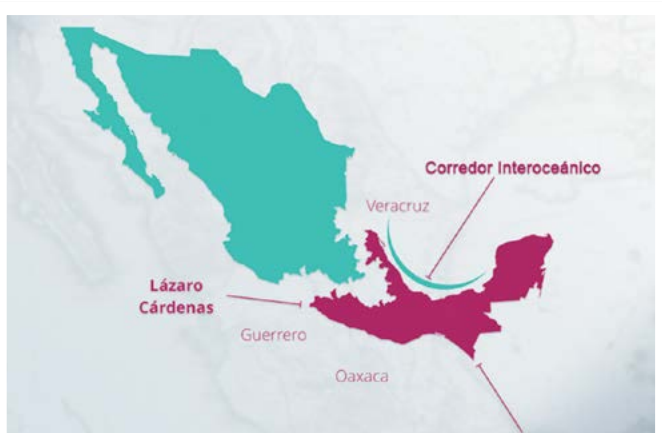 Corredor Interoceánico
Veracruz
Lázaro
Cárdenas
Guerrero
Oaxaca